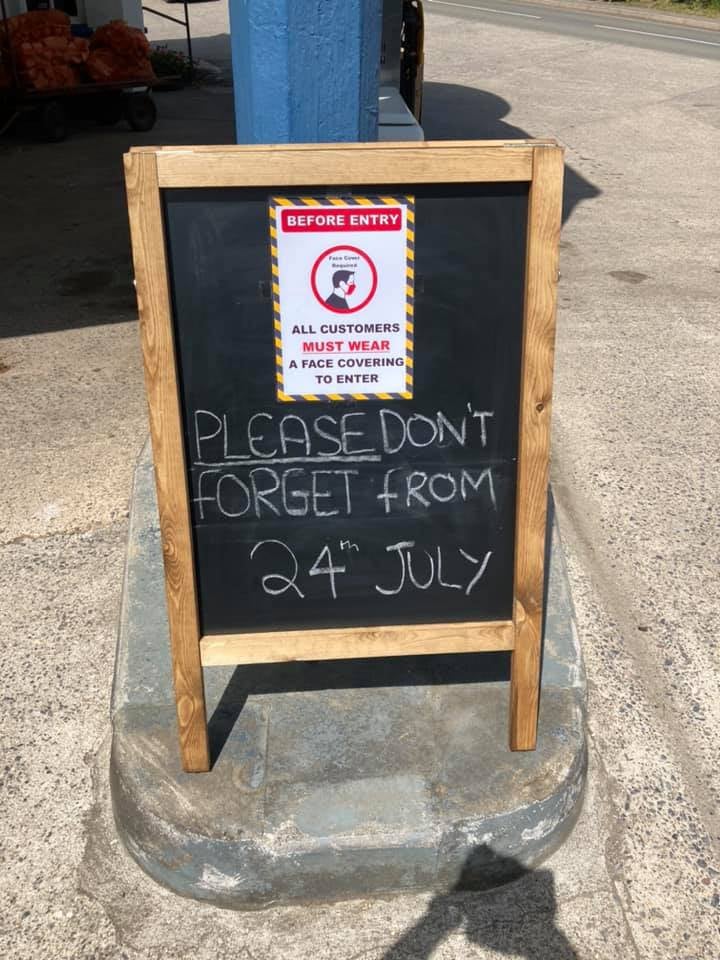 BEFORE ENTRY
Face Cover
Required
ALL CUSTOMERS
MUST WEAR
A FACE COVERING
TO ENTER
PLEASE DON'T
FORGET FROM
24TH JULY